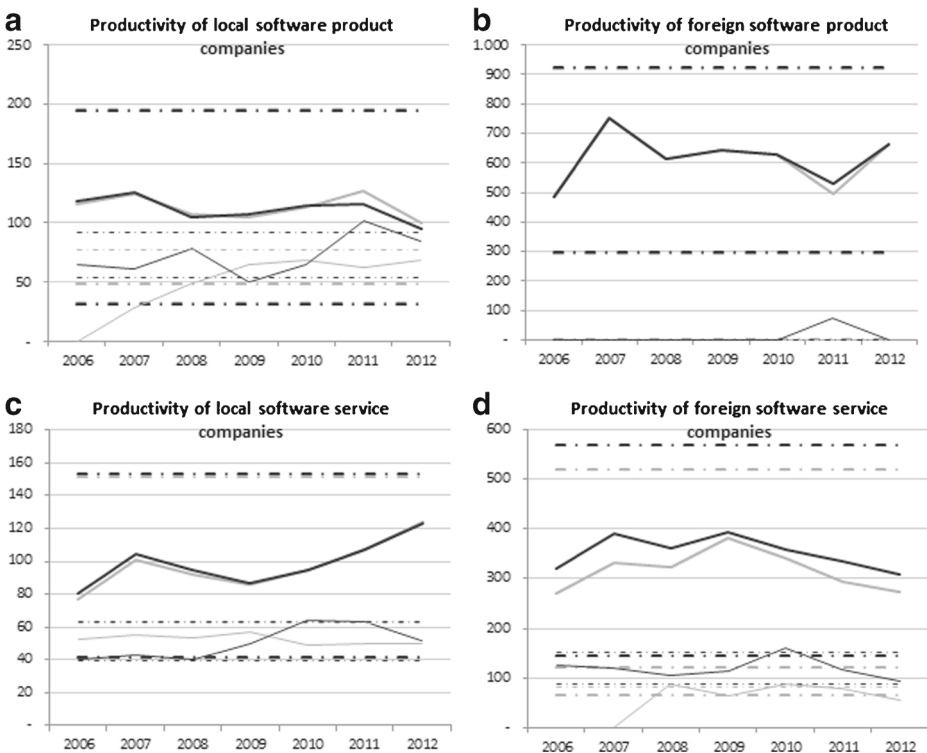 a
Productivity of local software product
companies
250
200
150
100
50
-
2006 2007 2008 2009 2010 2011 2012
b
Productivity of foreign software product
companies
1.000
900
800
700
600
500
400
300
200
100
-
2006 2007 2008 2009 2010 2011 2012
c
Productivity of local software service
companies
180
160
140
120
100
80
60
40
20
-
2006 2007 2008 2009 2010 2011 2012
d
Productivity of foreign software service
companies
600
500
400
300
200
100
-
2006 2007 2008 2009 2010 2011 2012